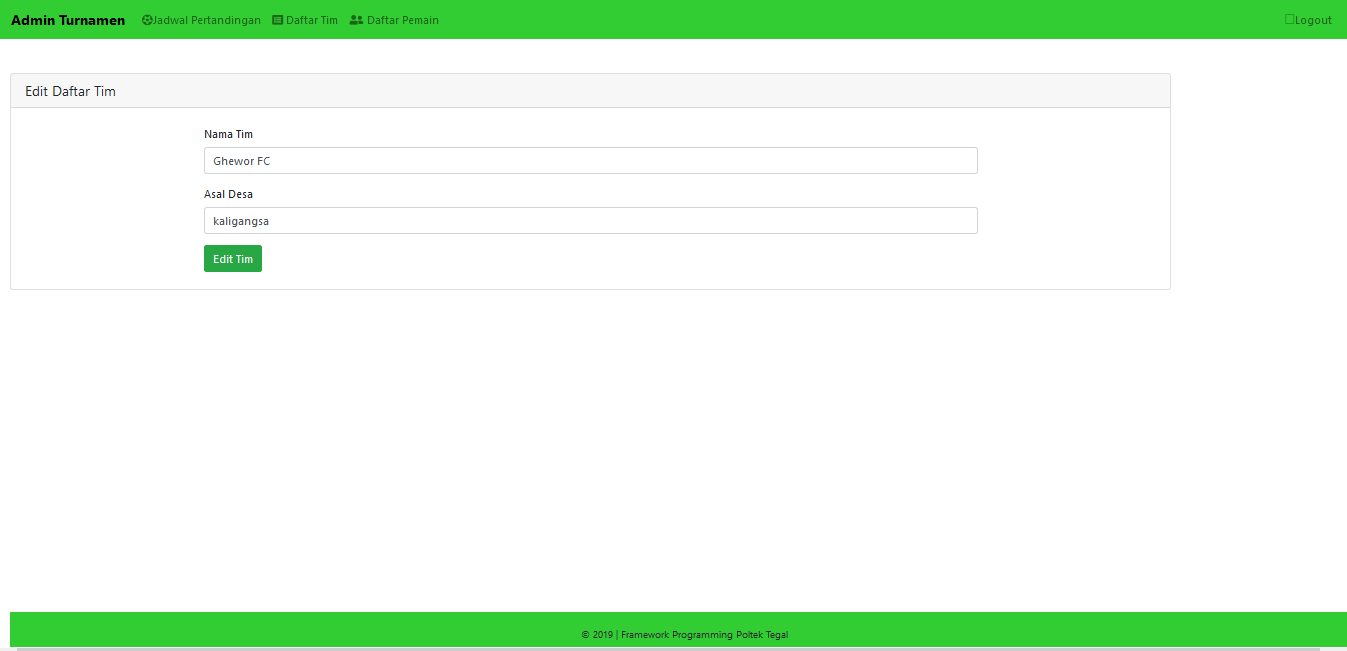 Admin Turnamen Jadwal Pertandingan Daftar Tim Daftar Pemain Logout
Edit Daftar Tim
Nama Tim
Ghewor FC
Asal Desa
kaligangsa
Edit Tim
© 2019 | Framework Programming Poltek Tegal